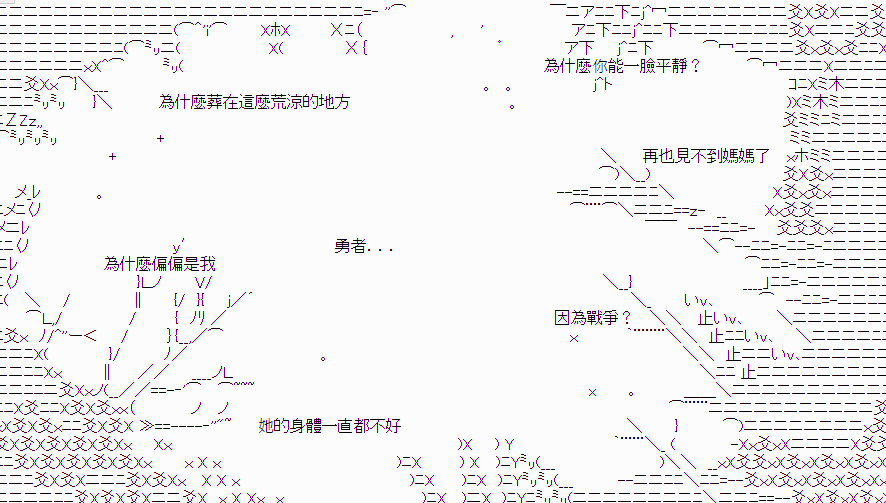 為什麼你能一臉平靜？
為什麼葬在這麼荒涼的地方
再也見不到媽媽了
勇者...
為什麼偏偏是我
因為戰爭？
她的身體一直都不好